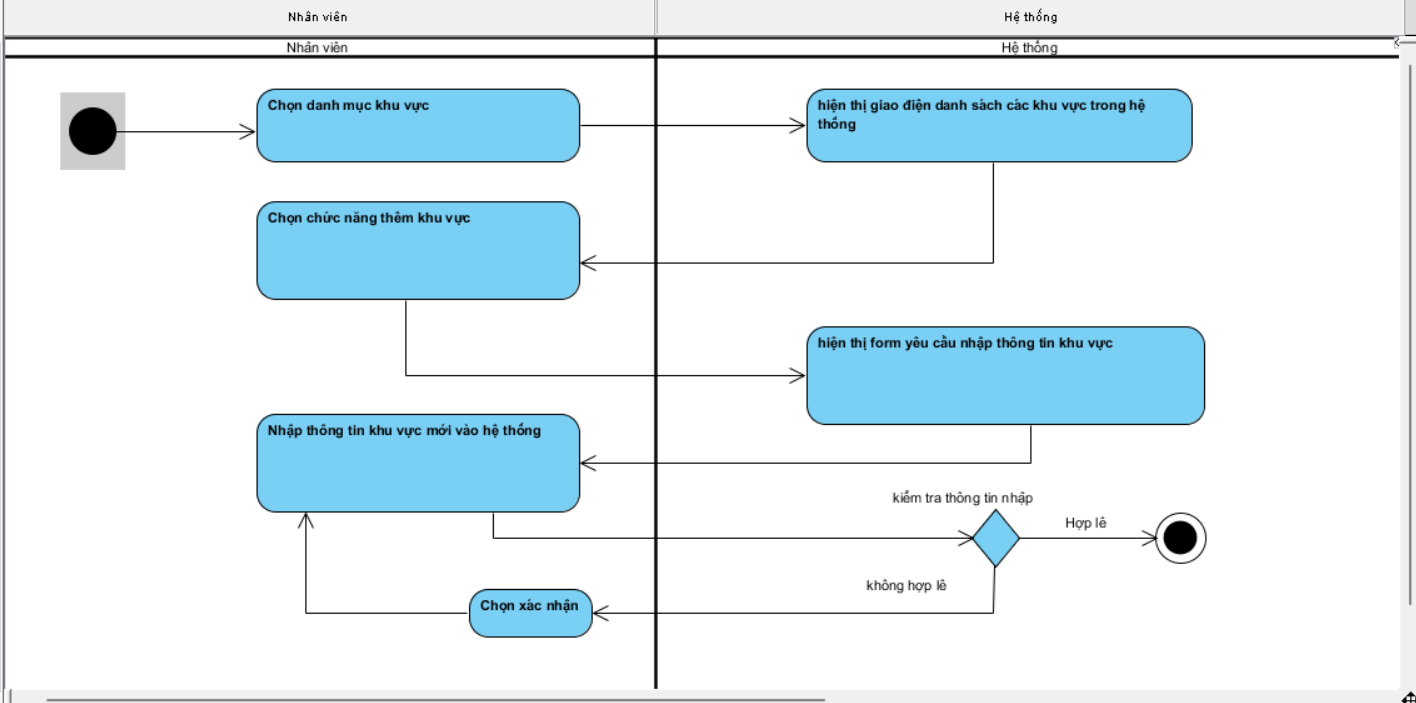 Nhân viên
Hệ thống
Nhân viên
Hệ thống
Chọn danh mục khu vực
hiện thị giao điện danh sách các khu vực trong hệ
thống
Chọn chức năng thêm khu vực
hiện thị form yêu cầu nhập thông tin khu vực
Nhập thông tin khu vực mới vào hệ thống
kiểm tra thông tin nhập
Hợp lê
không hợp lê
Chọn xác nhận